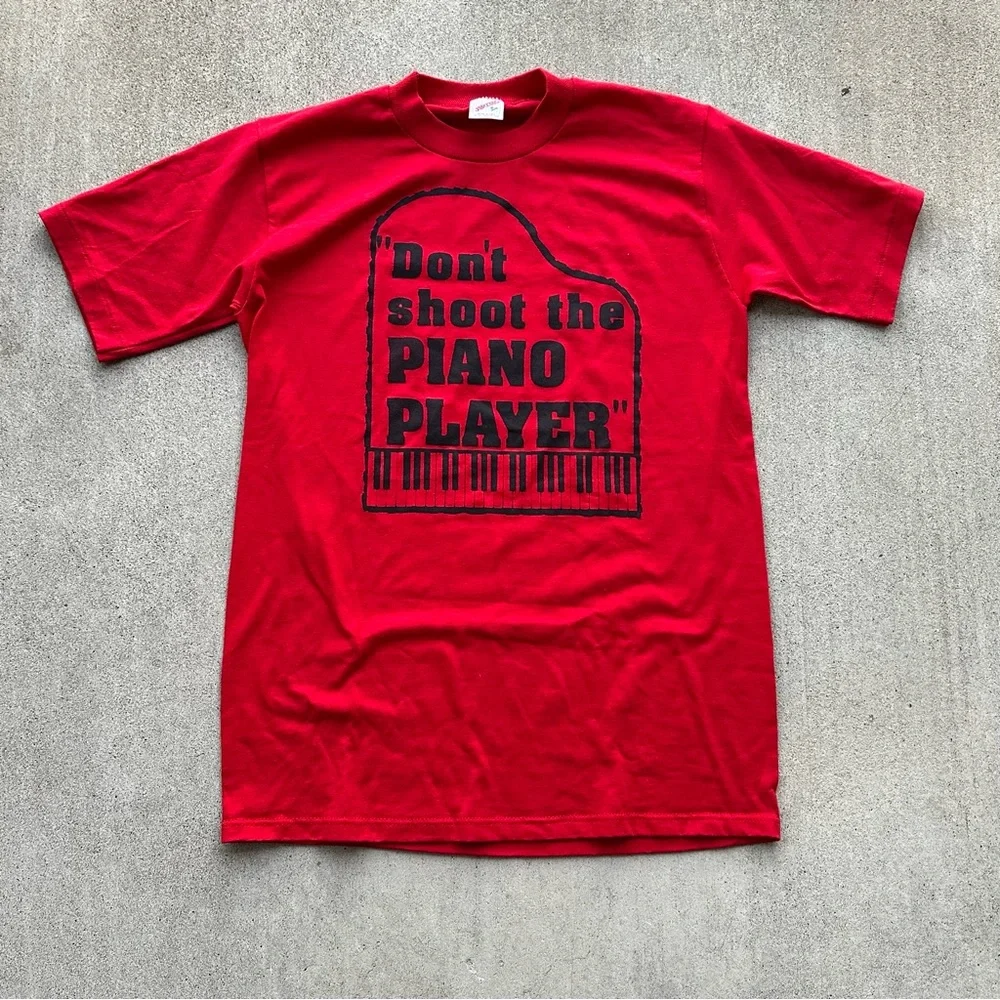 "Don't
shoot the
PIANO
PLAYER"